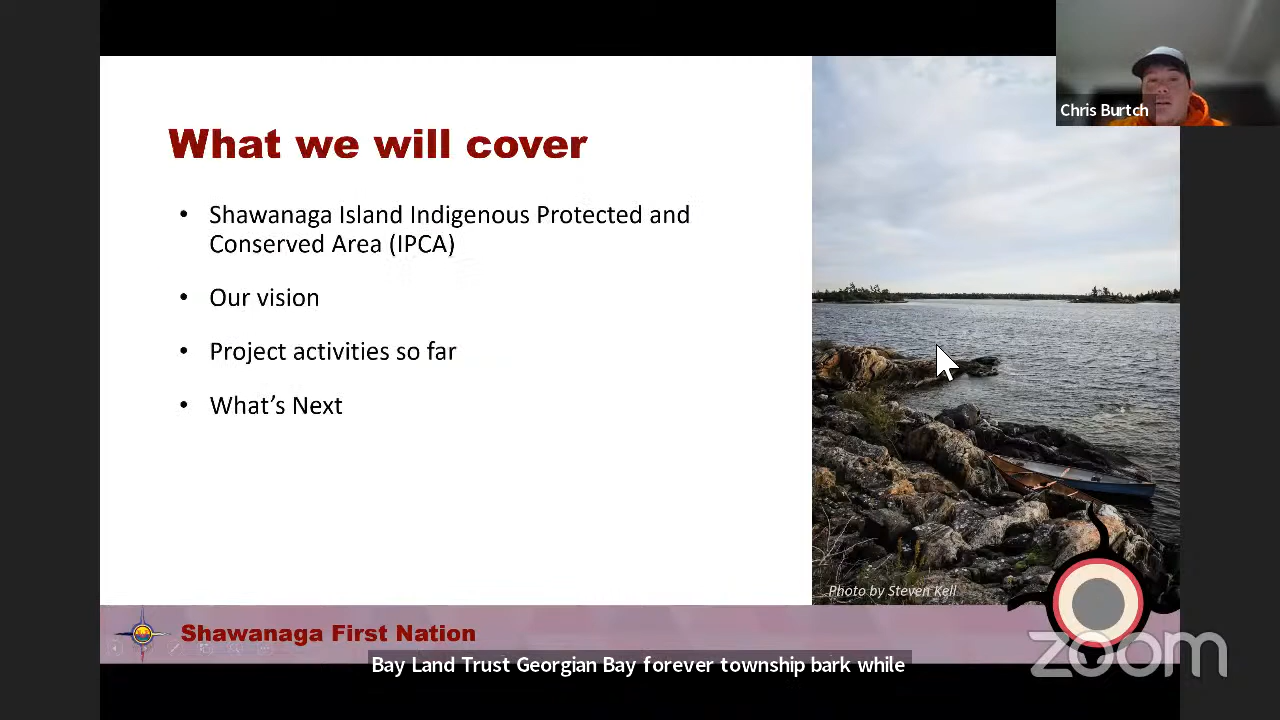 What we will cover
• Shawanaga Island Indigenous Protected and
Conserved Area (IPCA)
• Our vision
• Project activities so far
• What’s Next
Chris Burtch
Photo by Steven Kell
Shawanaga First Nation
Bay Land Trust Georgian Bay forever township bark while
zoom